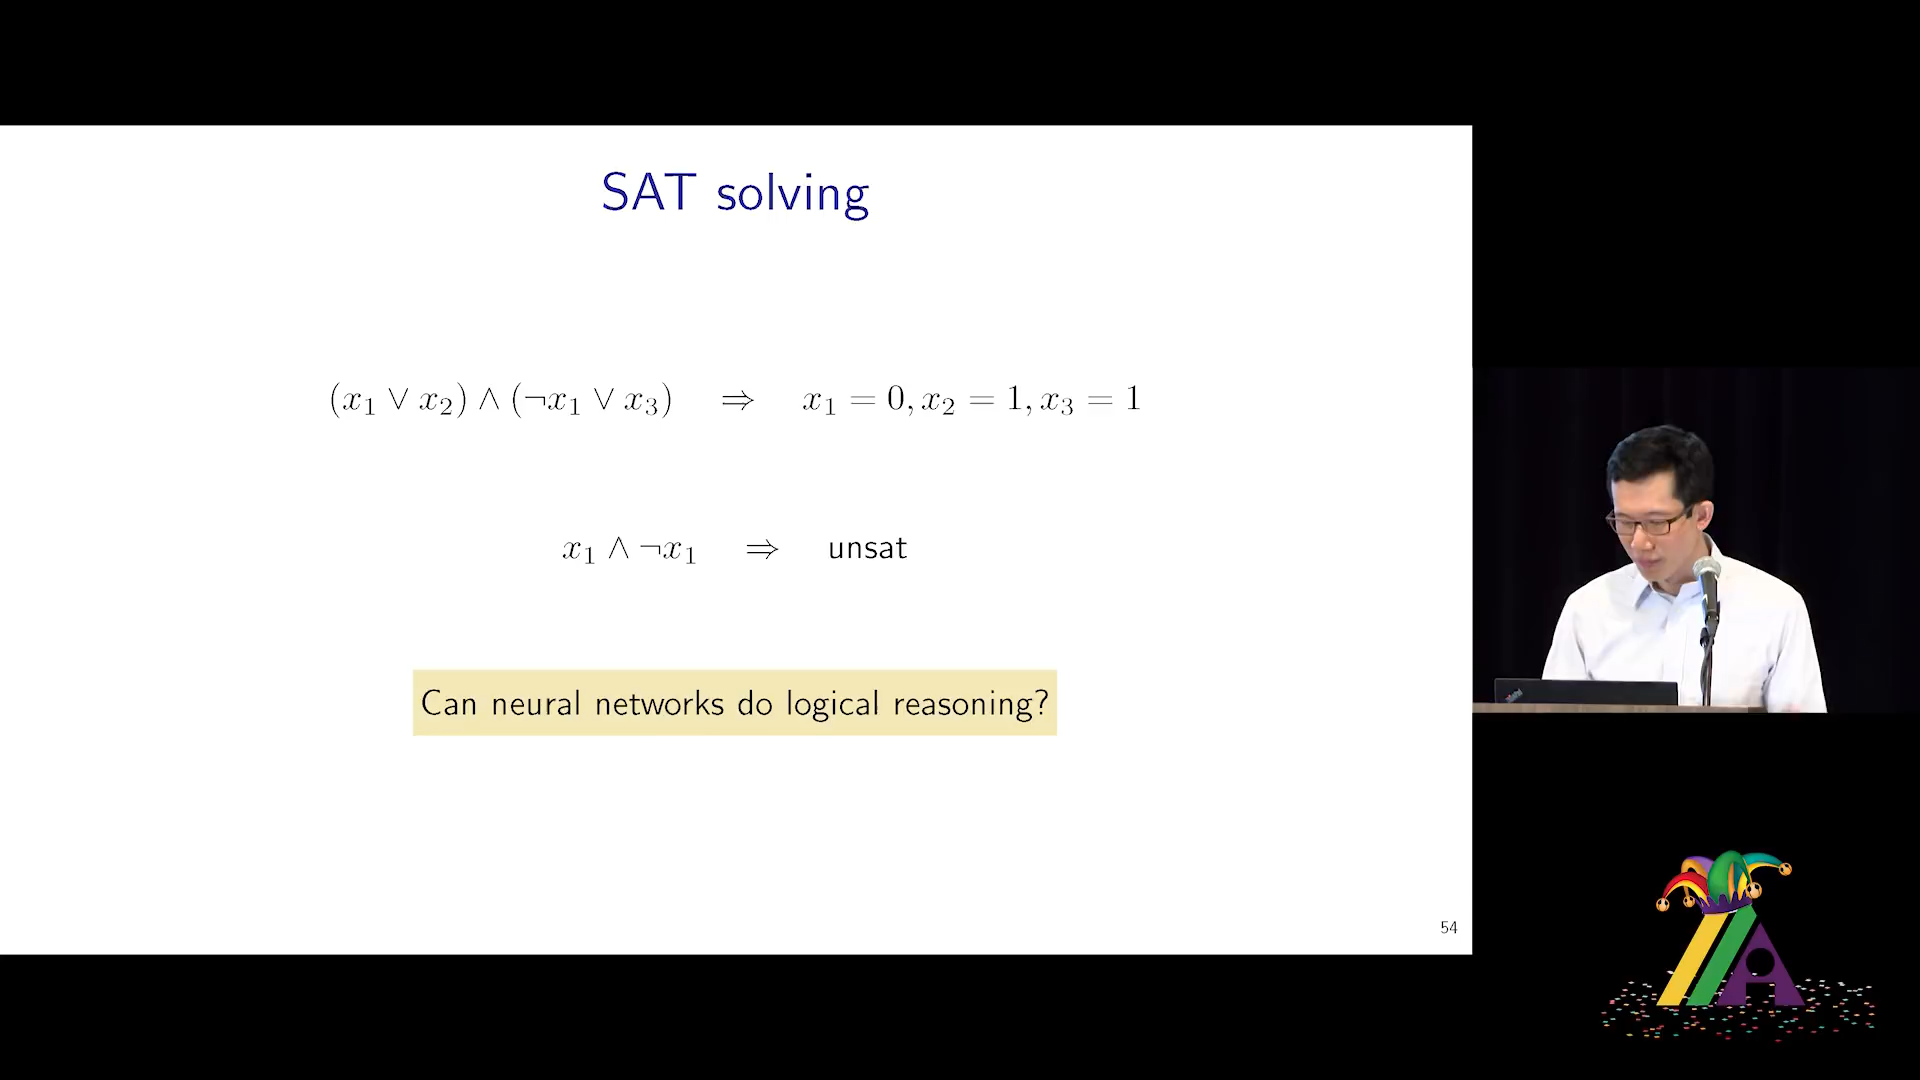 SAT solving
(x₁ ∨ x₂) ∧ (¬x₁ ∨ x₃) ⇒ x₁ = 0, x₂ = 1, x₃ = 1
x₁ ∧ ¬x₁ ⇒ unsat
Can neural networks do logical reasoning?
54